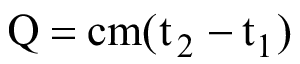 Q = cm(t₂ − t₁)